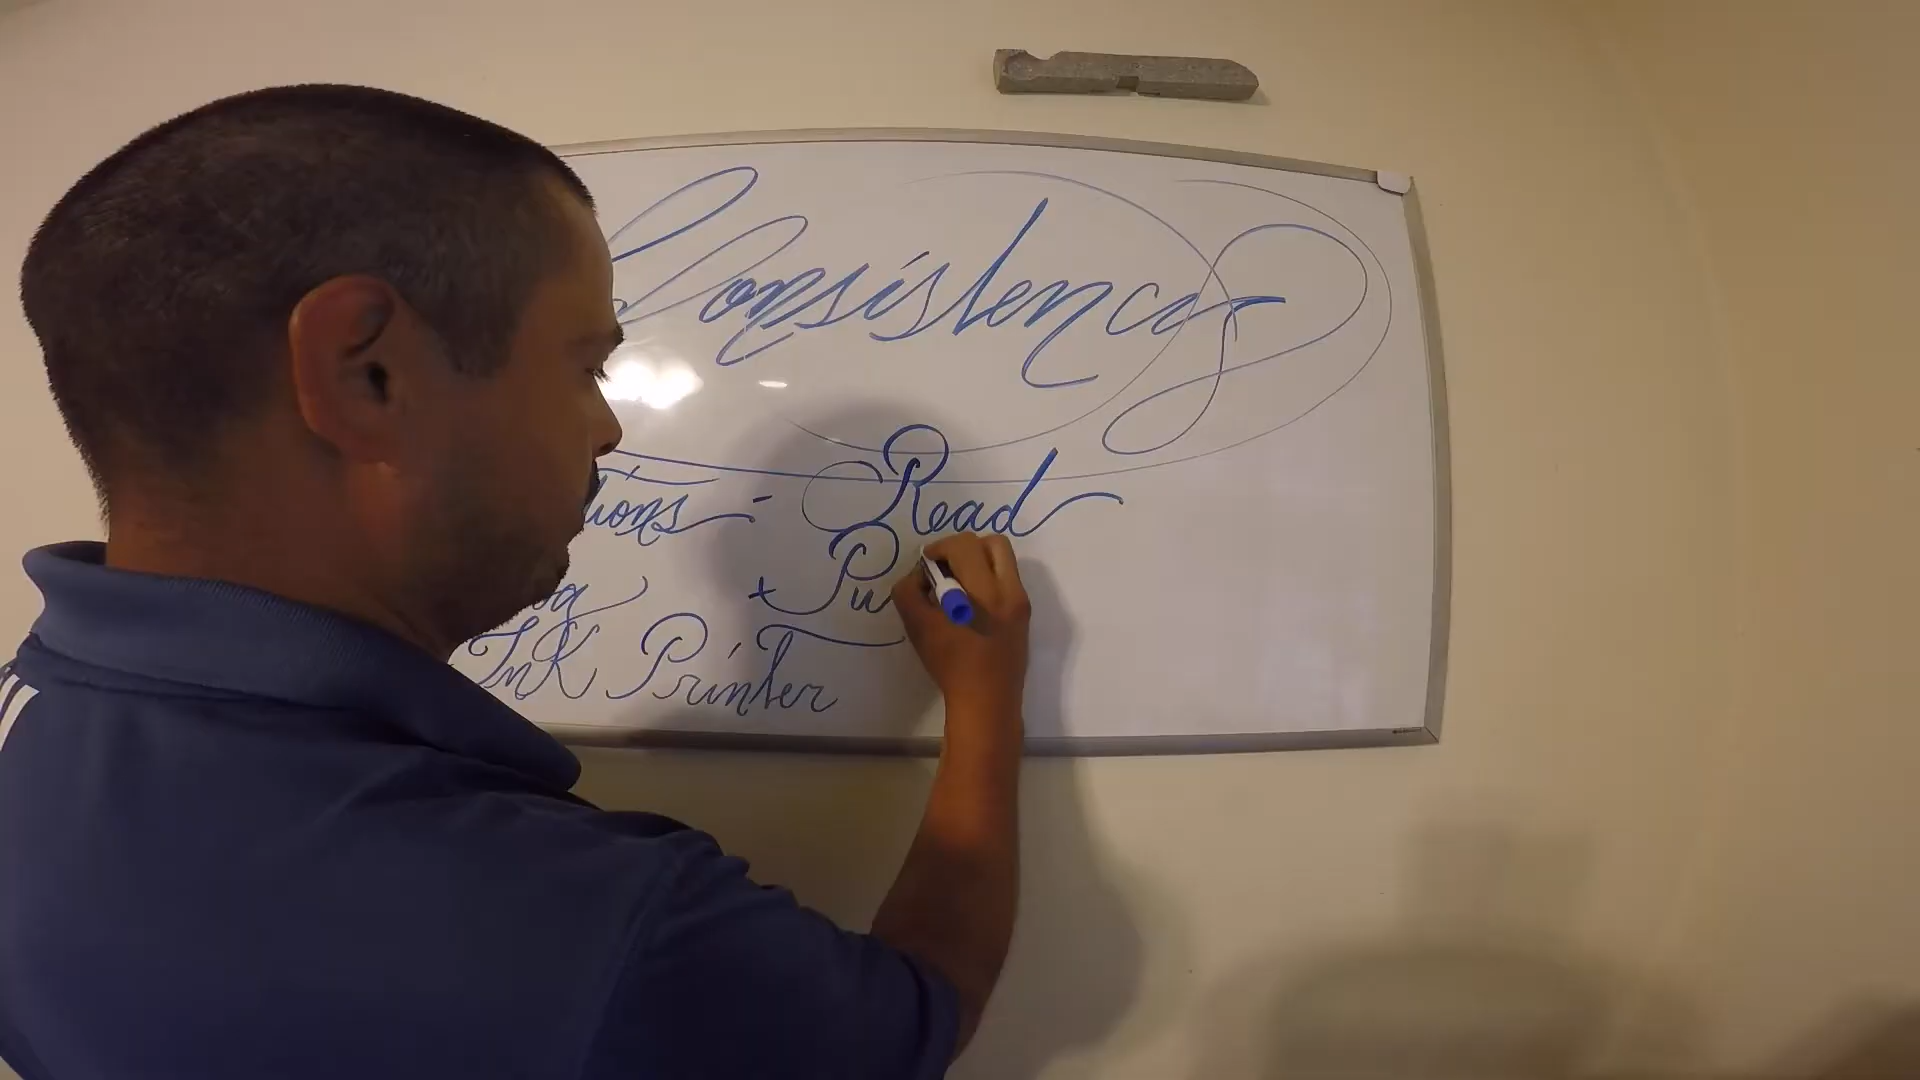 Consistency
tions = Read
+ Pu
Ink Printer